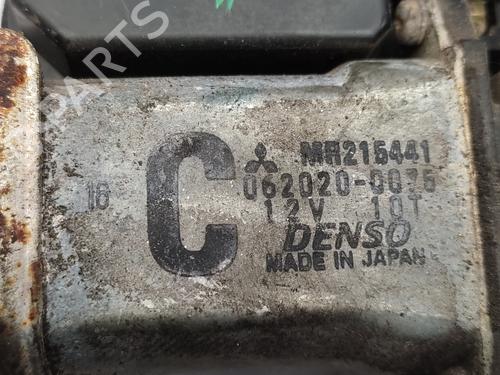 B-PARTS
MR215441
16 C 062020-0075
12V 10T
DENSO
MADE IN JAPAN